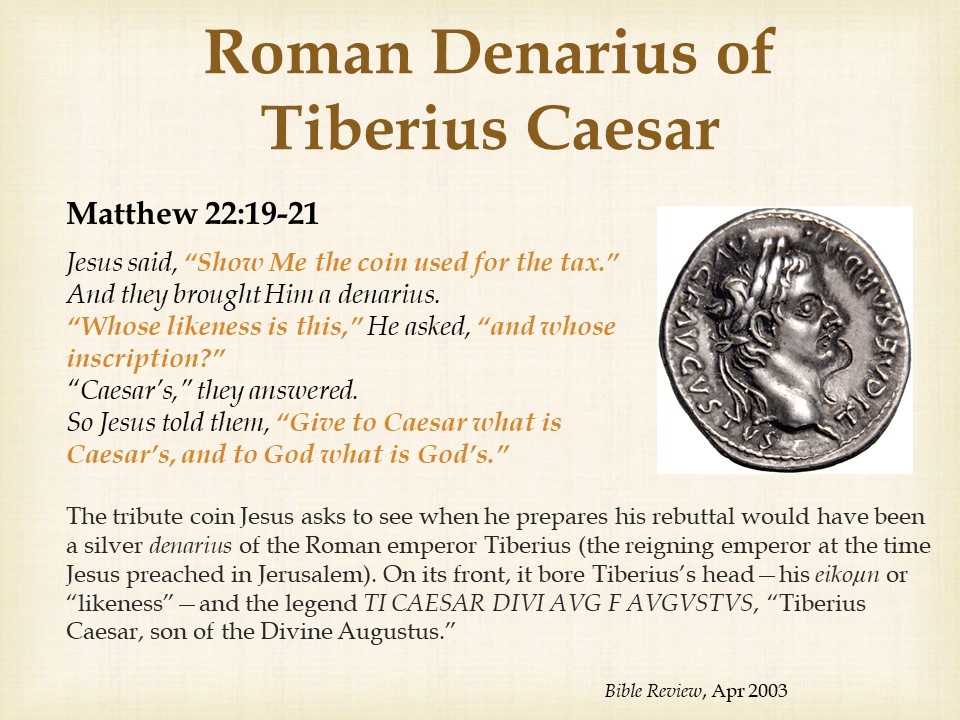 Roman Denarius of
Tiberius Caesar
Matthew 22:19-21
Jesus said, “Show Me the coin used for the tax.”
And they brought Him a denarius.
“Whose likeness is this,” He asked, “and whose
inscription?”
“Caesar’s,” they answered.
So Jesus told them, “Give to Caesar what is
Caesar’s, and to God what is God’s.”
TI CAESAR DIVI AVG F AVGVSTVS
The tribute coin Jesus asks to see when he prepares his rebuttal would have been
a silver denarius of the Roman emperor Tiberius (the reigning emperor at the time
Jesus preached in Jerusalem). On its front, it bore Tiberius’s head—his eikoµn or
“likeness”—and the legend TI CAESAR DIVI AVG F AVGVSTVS, “Tiberius
Caesar, son of the Divine Augustus.”
Bible Review, Apr 2003